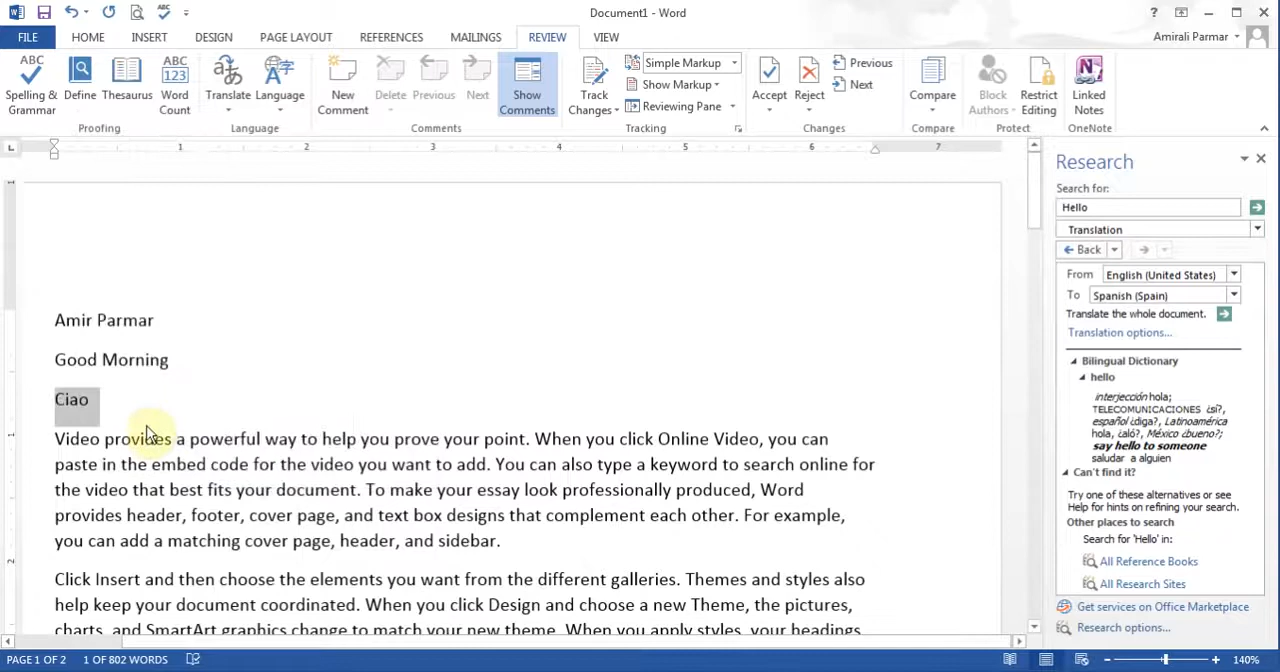 Document1 - Word
FILE HOME INSERT DESIGN PAGE LAYOUT REFERENCES MAILINGS REVIEW VIEW
Amirali Parmar
Spelling & Grammar
Define
Thesaurus
Word Count
Proofing
Translate
Language
Language
New Comment
Delete
Previous
Next
Show Comments
Comments
Track Changes
Simple Markup
Show Markup
Reviewing Pane
Tracking
Accept
Reject
Previous
Next
Changes
Compare
Compare
Block Authors
Restrict Editing
Protect
Linked Notes
OneNote
1 2 3 4 5 6 7
Amir Parmar
Good Morning
Ciao
Video provides a powerful way to help you prove your point. When you click Online Video, you can
paste in the embed code for the video you want to add. You can also type a keyword to search online for
the video that best fits your document. To make your essay look professionally produced, Word
provides header, footer, cover page, and text box designs that complement each other. For example,
you can add a matching cover page, header, and sidebar.
Click Insert and then choose the elements you want from the different galleries. Themes and styles also
help keep your document coordinated. When you click Design and choose a new Theme, the pictures,
charts, and SmartArt graphics change to match your new theme. When you apply styles, your headings
Research
Search for:
Hello
Translation
Back
From English (United States)
To Spanish (Spain)
Translate the whole document.
Translation options...
Bilingual Dictionary
hello
interjección hola;
TELECOMUNICACIONES ¿sí?,
español ¿diga?, Latinoamérica
hola, ¿aló?, México ¿bueno?;
say hello to someone
saludar a alguien
Can't find it?
Try one of these alternatives or see
Help for hints on refining your search.
Other places to search
Search for 'Hello' in:
All Reference Books
All Research Sites
Get services on Office Marketplace
Research options...
PAGE 1 OF 2 1 OF 802 WORDS
140%